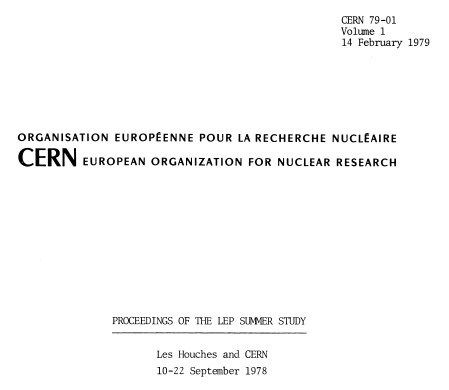 CERN 79-01
Volume 1
14 February 1979
ORGANISATION EUROPÉENNE POUR LA RECHERCHE NUCLÉAIRE
CERN EUROPEAN ORGANIZATION FOR NUCLEAR RESEARCH
PROCEEDINGS OF THE LEP SUMMER STUDY
Les Houches and CERN
10-22 September 1978